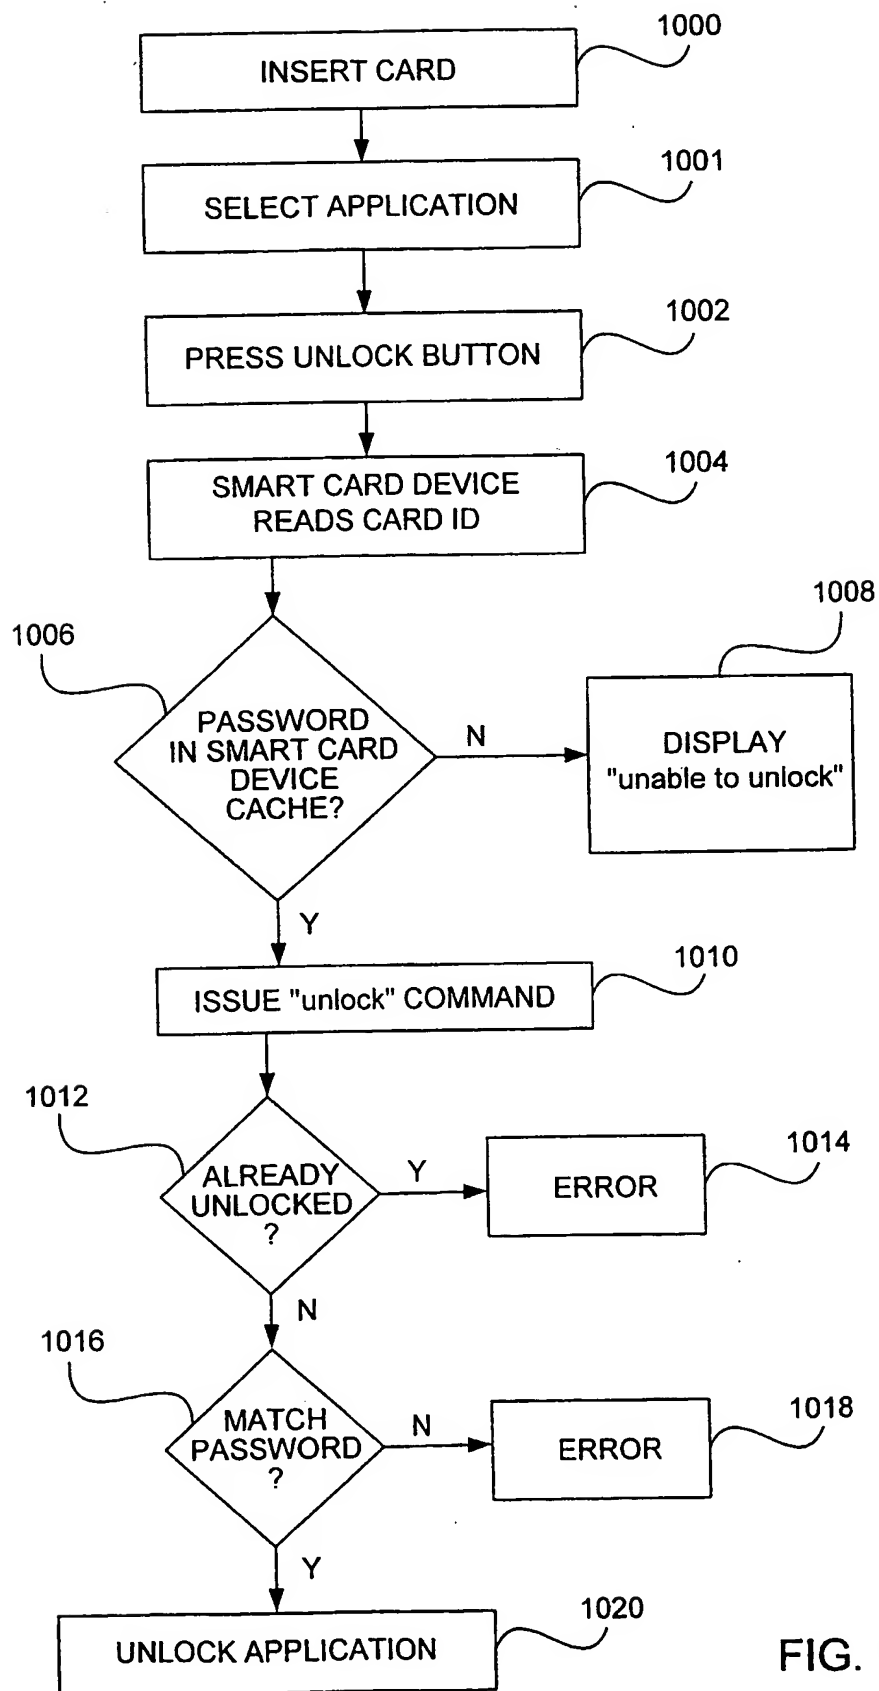 1000
INSERT CARD
1001
SELECT APPLICATION
1002
PRESS UNLOCK BUTTON
1004
SMART CARD DEVICE
READS CARD ID
1006
1008
PASSWORD
IN SMART CARD
DEVICE
CACHE?
N
DISPLAY
"unable to unlock"
Y
1010
ISSUE "unlock" COMMAND
1012
1014
ALREADY
UNLOCKED
?
Y
ERROR
N
1016
1018
MATCH
PASSWORD
?
N
ERROR
Y
1020
UNLOCK APPLICATION
FIG.